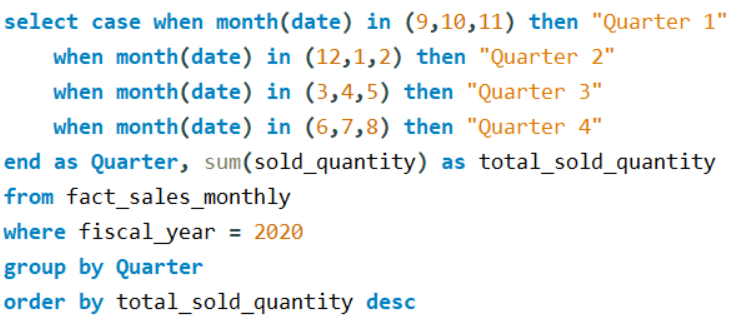 select case when month(date) in (9,10,11) then "Quarter 1"
when month(date) in (12,1,2) then "Quarter 2"
when month(date) in (3,4,5) then "Quarter 3"
when month(date) in (6,7,8) then "Quarter 4"
end as Quarter, sum(sold_quantity) as total_sold_quantity
from fact_sales_monthly
where fiscal_year = 2020
group by Quarter
order by total_sold_quantity desc